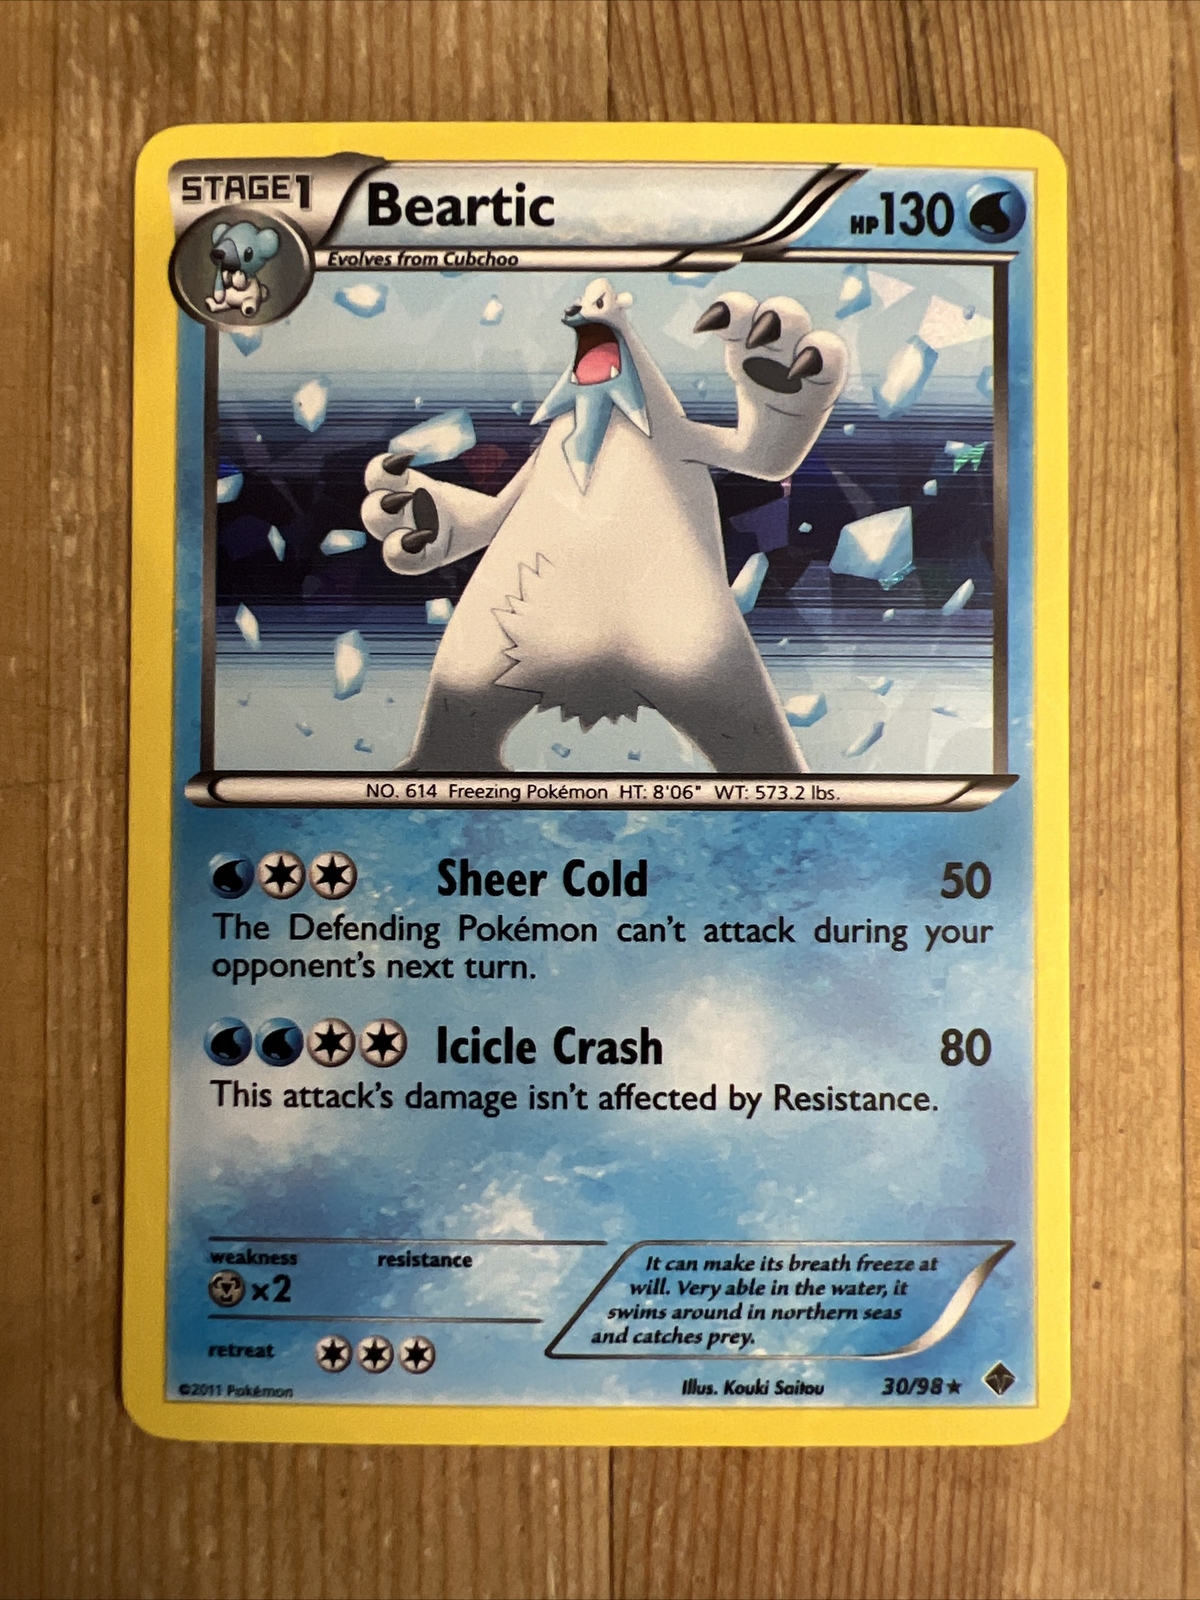 STAGE1
Beartic
HP130
Evolves from Cubchoo
NO. 614 Freezing Pokémon HT: 8'06" WT: 573.2 lbs.
Sheer Cold 50
The Defending Pokémon can't attack during your
opponent's next turn.
Icicle Crash 80
This attack's damage isn't affected by Resistance.
weakness
resistance
x2
retreat
It can make its breath freeze at
will. Very able in the water, it
swims around in northern seas
and catches prey.
©2011 Pokémon
Illus. Kouki Saitou
30/98★